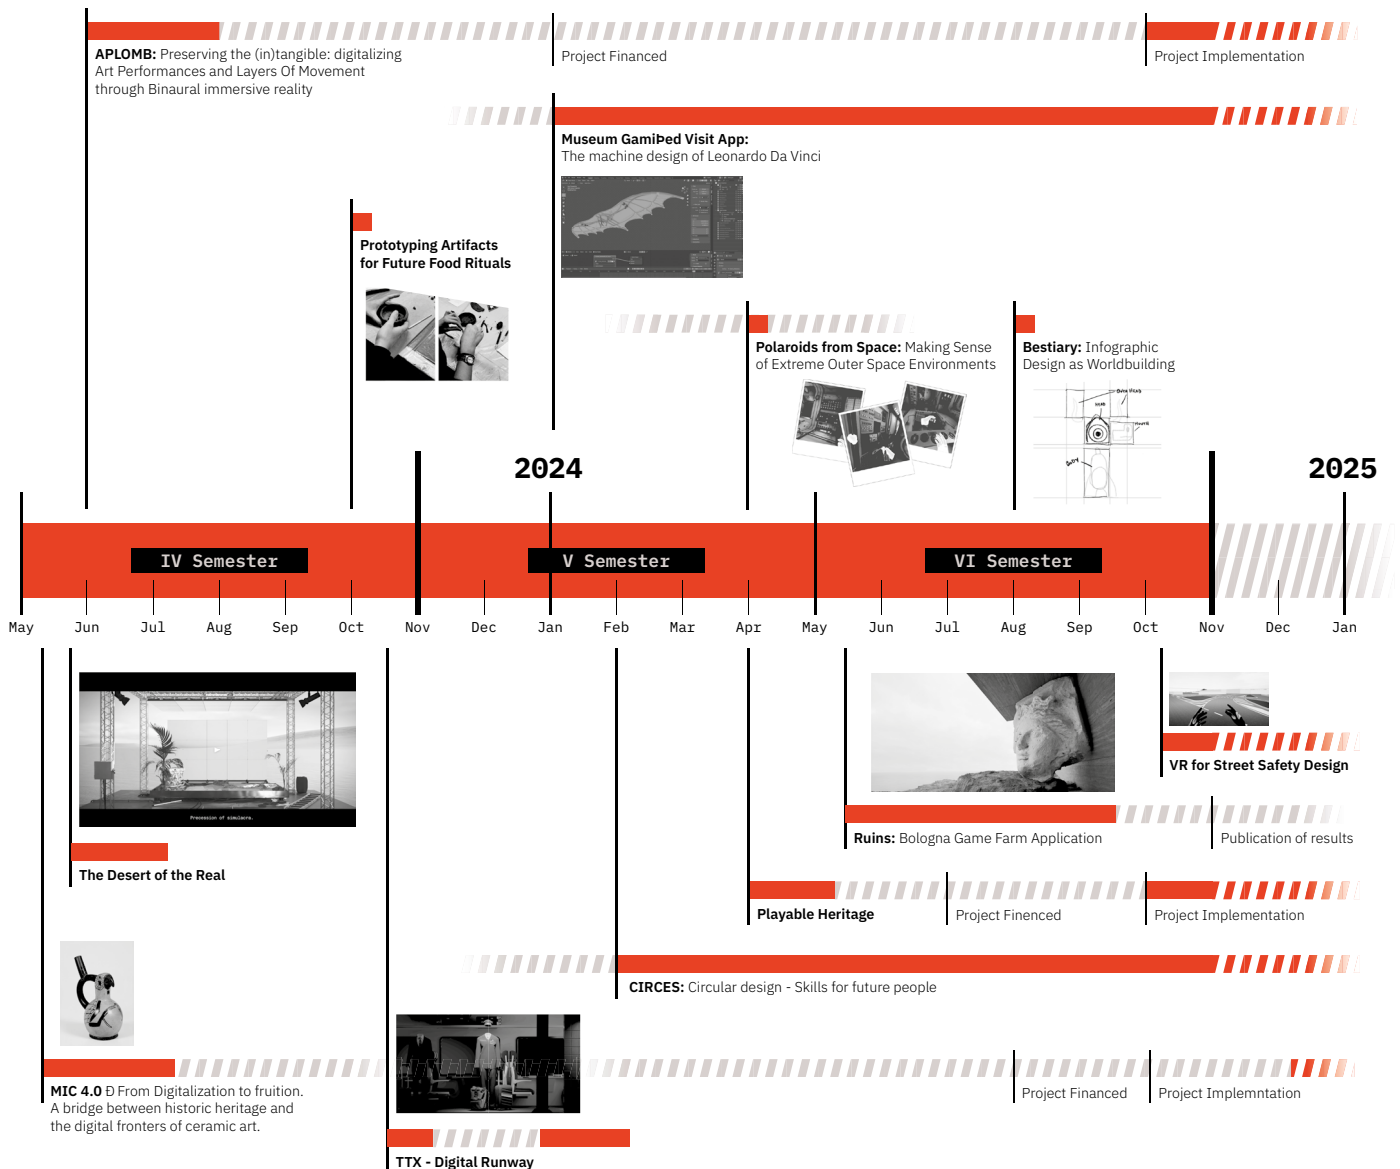 APLOMB: Preserving the (in)tangible: digitalizing
Art Performances and Layers Of Movement
through Binaural immersive reality
Project Financed
Project Implementation
Museum GamiÞed Visit App:
The machine design of Leonardo Da Vinci
Prototyping Artifacts
for Future Food Rituals
Polaroids from Space: Making Sense
of Extreme Outer Space Environments
Bestiary: Infographic
Design as Worldbuilding
HEAD
MOUTH
BODY
2024
2025
IV Semester
V Semester
VI Semester
May Jun Jul Aug Sep Oct Nov Dec Jan Feb Mar Apr May Jun Jul Aug Sep Oct Nov Dec Jan
Precession of simulacra.
The Desert of the Real
VR for Street Safety Design
Ruins: Bologna Game Farm Application
Publication of results
Playable Heritage
Project Finenced
Project Implementation
CIRCES: Circular design - Skills for future people
MIC 4.0 Ð From Digitalization to fruition.
A bridge between historic heritage and
the digital fronters of ceramic art.
Project Financed
Project Implemntation
TTX - Digital Runway